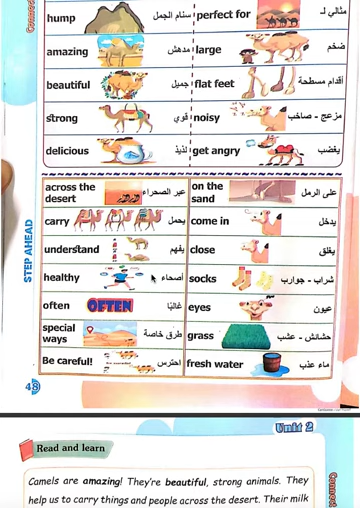 hump سنام الجمل perfect for مثالي لـ
amazing مدهش large ضخم
beautiful جميل flat feet أقدام مسطحة
strong قوي noisy مزعج - صاخب
delicious لذيذ get angry يغضب
across the desert عبر الصحراء on the sand على الرمل
carry يحمل come in يدخل
understand يفهم close يغلق
healthy أصحاء socks شراب - جوارب
often OFTEN غالبًا eyes عيون
special ways طرق خاصة grass حشائش - عشب
Be careful! احترس fresh water ماء عذب
STEP AHEAD
48
Unit 2
Read and learn
Camels are amazing! They're beautiful, strong animals. They
help us to carry things and people across the desert. Their milk